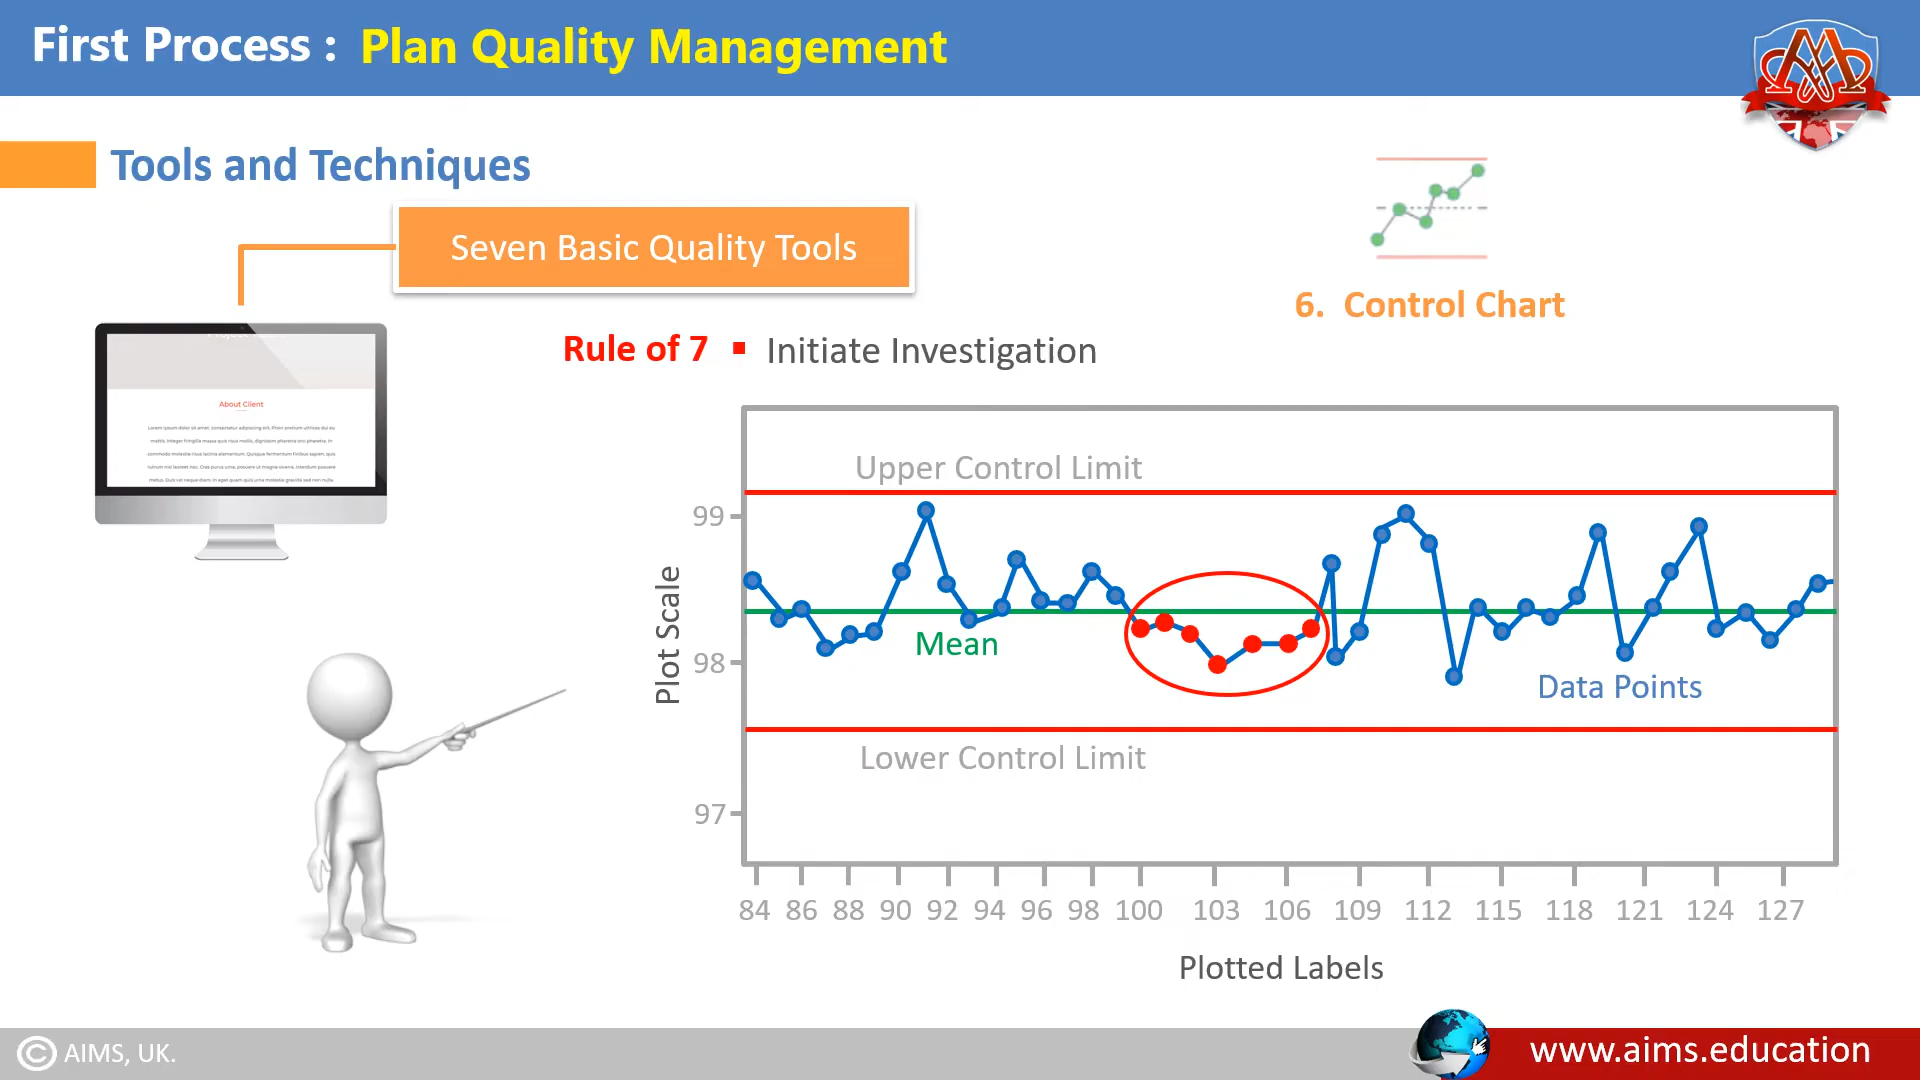 First Process : Plan Quality Management
Tools and Techniques
Seven Basic Quality Tools
6. Control Chart
Rule of 7 ▪ Initiate Investigation
About Client
Upper Control Limit
99
Mean
98
Data Points
Lower Control Limit
97
Plot Scale
84 86 88 90 92 94 96 98 100 103 106 109 112 115 118 121 124 127
Plotted Labels
© AIMS, UK.
www.aims.education